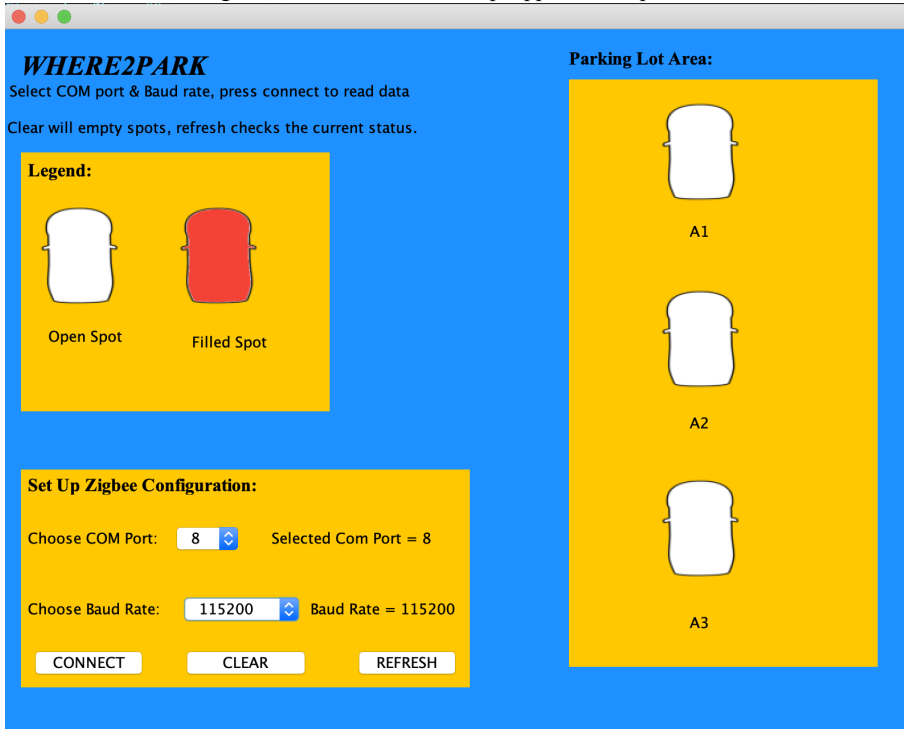 WHERE2PARK
Select COM port & Baud rate, press connect to read data
Clear will empty spots, refresh checks the current status.
Legend:
Open Spot
Filled Spot
Set Up Zigbee Configuration:
Choose COM Port: 8 Selected Com Port = 8
Choose Baud Rate: 115200 Baud Rate = 115200
CONNECT CLEAR REFRESH
Parking Lot Area:
A1
A2
A3